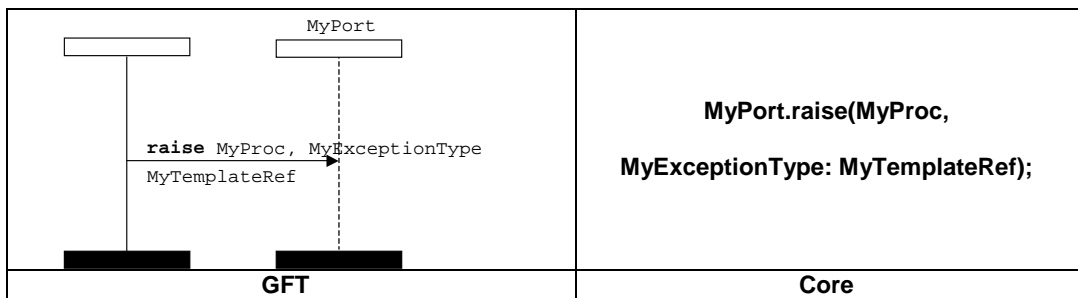 MyPort
raise MyProc, MyExceptionType
MyTemplateRef
MyPort.raise(MyProc,
MyExceptionType: MyTemplateRef);
GFT
Core